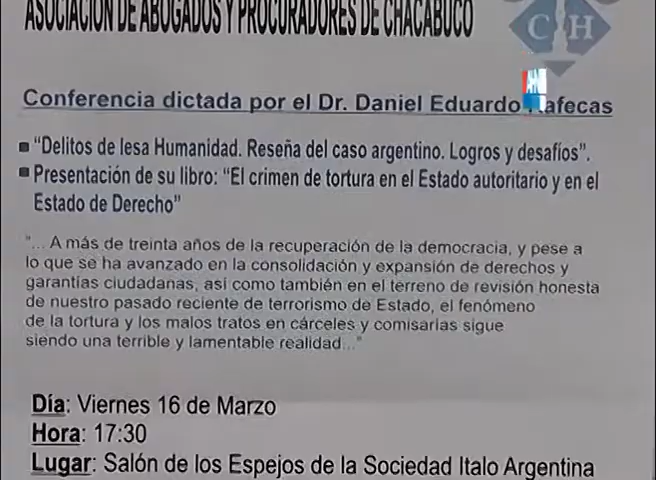 ASOCIACIÓN DE ABOGADOS Y PROCURADORES DE CHACABUCO
C H
Conferencia dictada por el Dr. Daniel Eduardo Rafecas
"Delitos de lesa Humanidad. Reseña del caso argentino. Logros y desafíos".
Presentación de su libro: "El crimen de tortura en el Estado autoritario y en el
Estado de Derecho"
"... A más de treinta años de la recuperación de la democracia, y pese a
lo que se ha avanzado en la consolidación y expansión de derechos y
garantías ciudadanas, asi como también en el terreno de revisión honesta
de nuestro pasado reciente de terrorismo de Estado, el fenómeno
de la tortura y los malos tratos en cárceles y comisarias sigue
siendo una terrible y lamentable realidad..."
Día: Viernes 16 de Marzo
Hora: 17:30
Lugar: Salón de los Espejos de la Sociedad Italo Argentina